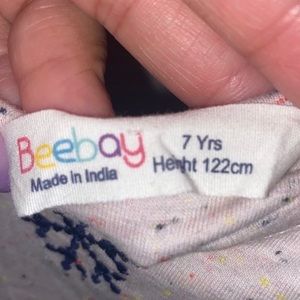 Beebay
Made in India
7 Yrs
Height 122cm